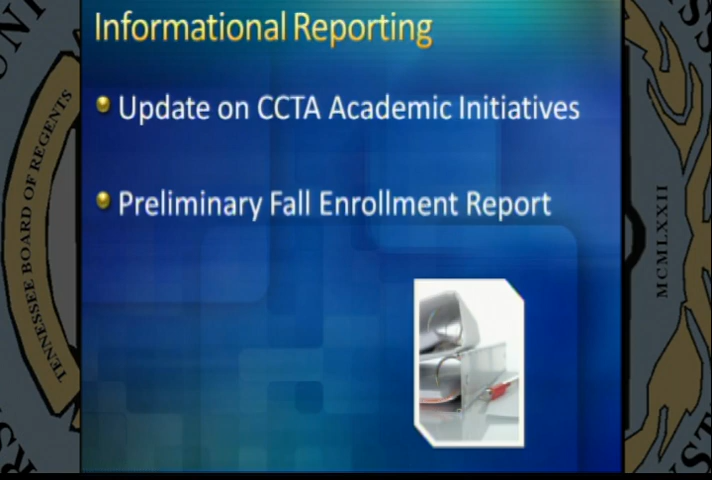 Informational Reporting
Update on CCTA Academic Initiatives
Preliminary Fall Enrollment Report
TENNESSEE BOARD OF REGENTS
MCMLXXII